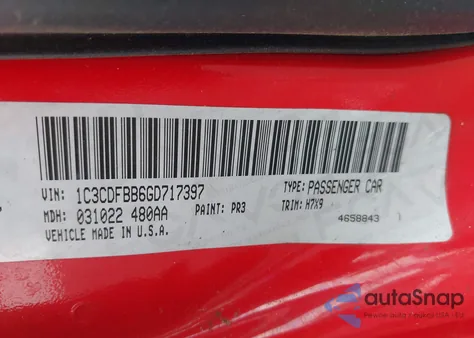 VIN: 1C3CDFBB6GD717397 TYPE: PASSENGER CAR
MDH: 031022 480AA PAINT: PR3 TRIM: H7X9
VEHICLE MADE IN U.S.A. 4658843
autoSnap